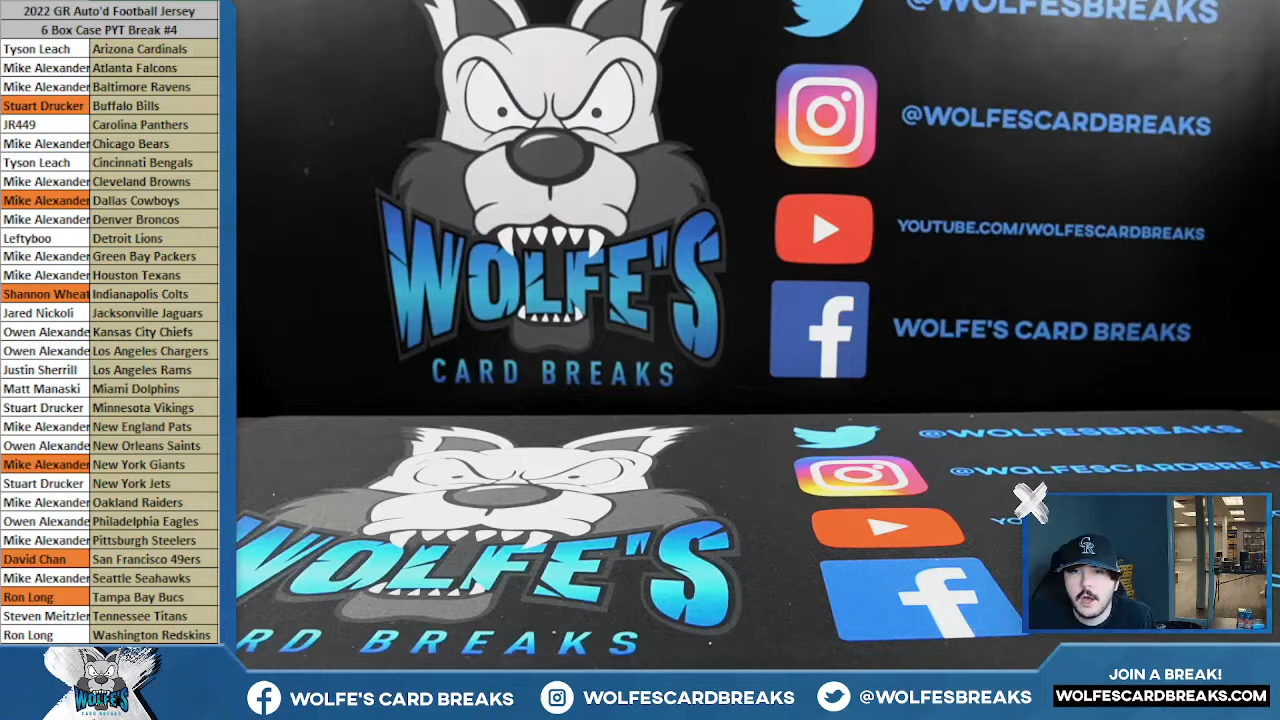 2022 GR Auto'd Football Jersey
6 Box Case PYT Break #4
Tyson Leach Arizona Cardinals
Mike Alexander Atlanta Falcons
Mike Alexander Baltimore Ravens
Stuart Drucker Buffalo Bills
JR449 Carolina Panthers
Mike Alexander Chicago Bears
Tyson Leach Cincinnati Bengals
Mike Alexander Cleveland Browns
Mike Alexander Dallas Cowboys
Mike Alexander Denver Broncos
Leftyboo Detroit Lions
Mike Alexander Green Bay Packers
Mike Alexander Houston Texans
Shannon Wheat Indianapolis Colts
Jared Nickoli Jacksonville Jaguars
Owen Alexande Kansas City Chiefs
Owen Alexande Los Angeles Chargers
Justin Sherrill Los Angeles Rams
Matt Manaski Miami Dolphins
Stuart Drucker Minnesota Vikings
Mike Alexander New England Pats
Owen Alexande New Orleans Saints
Mike Alexander New York Giants
Stuart Drucker New York Jets
Mike Alexander Oakland Raiders
Owen Alexande Philadelphia Eagles
Mike Alexander Pittsburgh Steelers
David Chan San Francisco 49ers
Mike Alexander Seattle Seahawks
Ron Long Tampa Bay Bucs
Steven Meitzler Tennessee Titans
Ron Long Washington Redskins
@WOLFESBREAKS
@WOLFESCARDBREAKS
YOUTUBE.COM/WOLFESCARDBREAKS
WOLFE'S CARD BREAKS
WOLFE'S
CARD BREAKS
@WOLFESBREAKS
@WOLFESCARDBREA
YO
WOLFE'S
RD BREAKS
CR
WOLFE'S
CARD BREAKS
WOLFE'S CARD BREAKS
WOLFESCARDBREAKS
@WOLFESBREAKS
JOIN A BREAK!
WOLFESCARDBREAKS.COM